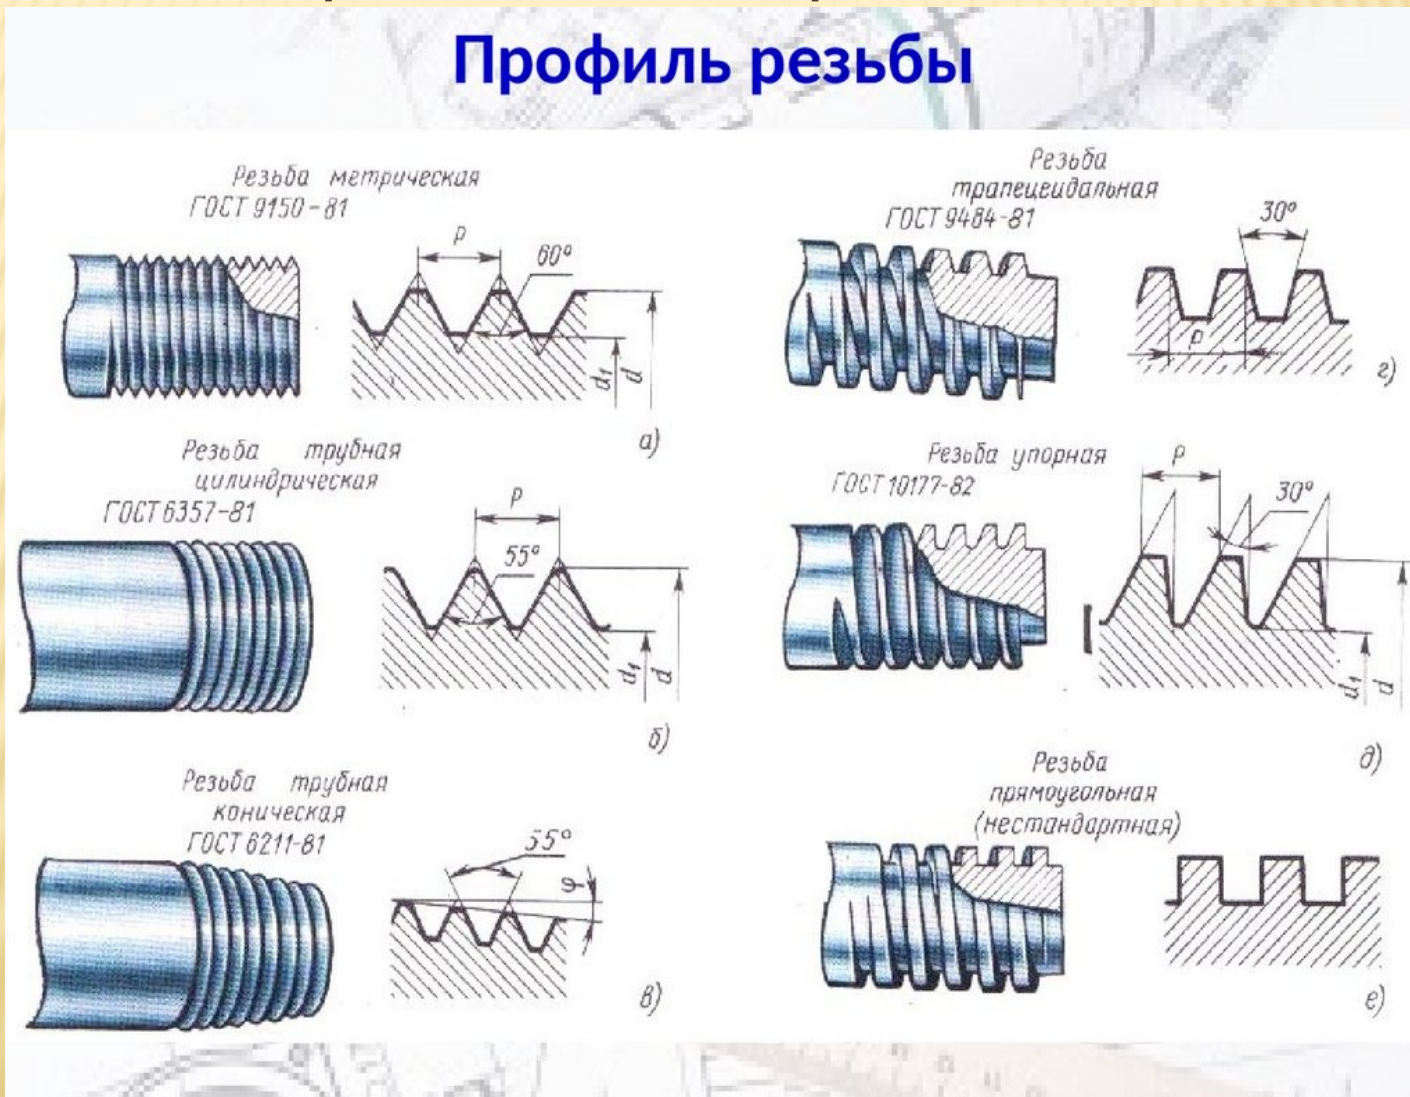 Профиль резьбы
Резьба метрическая
ГОСТ 9150-81
P
60°
d₁
d
а)
Резьба трубная
цилиндрическая
ГОСТ 6357-81
P
55°
d₁
d
б)
Резьба трубная
коническая
ГОСТ 6211-81
55°
φ
в)
Резьба
трапецеидальная
ГОСТ 9484-81
30°
P
г)
Резьба упорная
ГОСТ 10177-82
P
30°
d₁
d
д)
Резьба
прямоугольная
(нестандартная)
е)